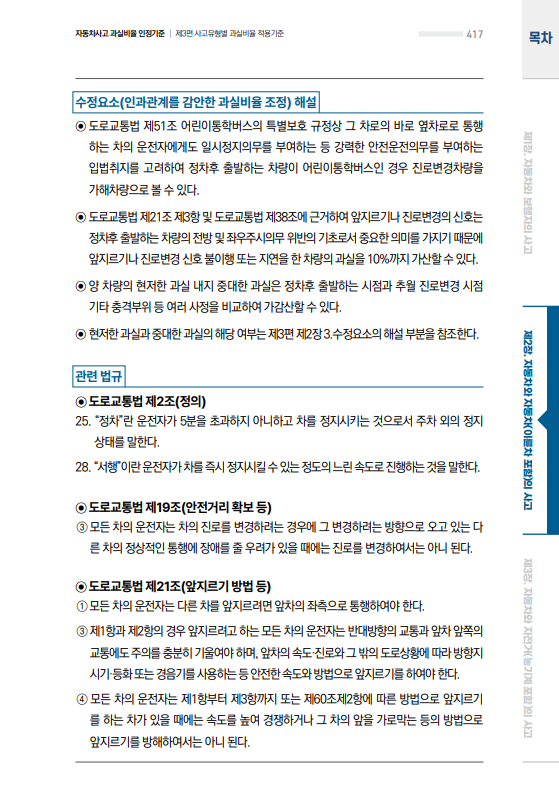 자동차사고 과실비율 인정기준 | 제3편 사고유형별 과실비율 적용기준
417
목차
수정요소(인과관계를 감안한 과실비율 조정) 해설
◉ 도로교통법 제51조 어린이통학버스의 특별보호 규정상 그 차로의 바로 옆차로로 통행
하는 차의 운전자에게도 일시정지의무를 부여하는 등 강력한 안전운전의무를 부여하는
입법취지를 고려하여 정차후 출발하는 차량이 어린이통학버스인 경우 진로변경차량을
가해차량으로 볼 수 있다.
◉ 도로교통법 제21조 제3항 및 도로교통법 제38조에 근거하여 앞지르기나 진로변경의 신호는
정차후 출발하는 차량의 전방 및 좌우주시의무 위반의 기초로서 중요한 의미를 가지기 때문에
앞지르기나 진로변경 신호 불이행 또는 지연을 한 차량의 과실을 10%까지 가산할 수 있다.
◉ 양 차량의 현저한 과실 내지 중대한 과실은 정차후 출발하는 시점과 추월 진로변경 시점
기타 충격부위 등 여러 사정을 비교하여 가감산할 수 있다.
◉ 현저한 과실과 중대한 과실의 해당 여부는 제3편 제2장 3.수정요소의 해설 부분을 참조한다.
관련 법규
◉ 도로교통법 제2조(정의)
25. “정차”란 운전자가 5분을 초과하지 아니하고 차를 정지시키는 것으로서 주차 외의 정지
상태를 말한다.
28. “서행”이란 운전자가 차를 즉시 정지시킬 수 있는 정도의 느린 속도로 진행하는 것을 말한다.
◉ 도로교통법 제19조(안전거리 확보 등)
③ 모든 차의 운전자는 차의 진로를 변경하려는 경우에 그 변경하려는 방향으로 오고 있는 다
른 차의 정상적인 통행에 장애를 줄 우려가 있을 때에는 진로를 변경하여서는 아니 된다.
◉ 도로교통법 제21조(앞지르기 방법 등)
① 모든 차의 운전자는 다른 차를 앞지르려면 앞차의 좌측으로 통행하여야 한다.
③ 제1항과 제2항의 경우 앞지르려고 하는 모든 차의 운전자는 반대방향의 교통과 앞차 앞쪽의
교통에도 주의를 충분히 기울여야 하며, 앞차의 속도·진로와 그 밖의 도로상황에 따라 방향지
시기·등화 또는 경음기를 사용하는 등 안전한 속도와 방법으로 앞지르기를 하여야 한다.
④ 모든 차의 운전자는 제1항부터 제3항까지 또는 제60조제2항에 따른 방법으로 앞지르기
를 하는 차가 있을 때에는 속도를 높여 경쟁하거나 그 차의 앞을 가로막는 등의 방법으로
앞지르기를 방해하여서는 아니 된다.
제1장. 자동차와 보행자의 사고
제2장. 자동차와 자동차(이륜차 포함)의 사고
제3장. 자동차와 자전거(농기계 포함)의 사고